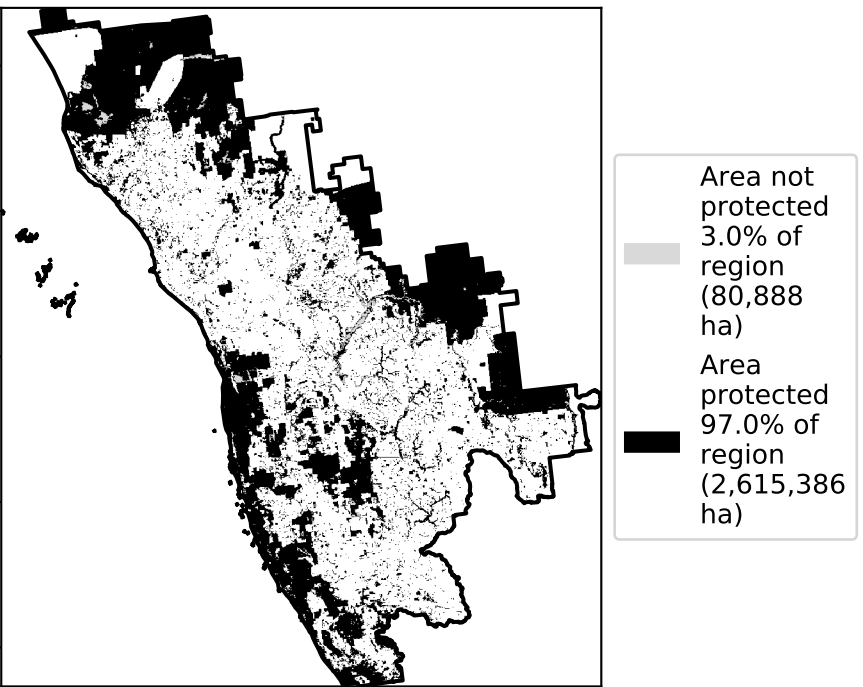 Area not
protected
3.0% of
region
(80,888
ha)
Area
protected
97.0% of
region
(2,615,386
ha)